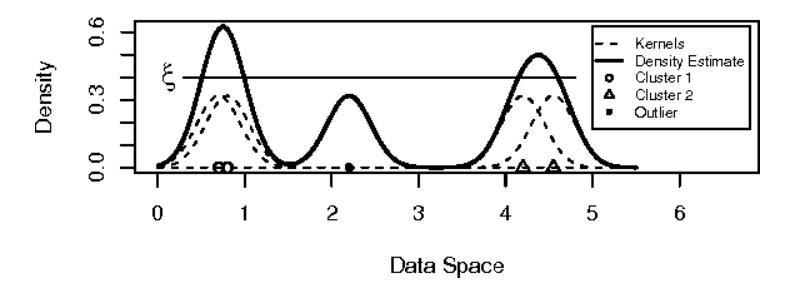 0.6
0.3
0.0
Density
ξ
Kernels
Density Estimate
Cluster 1
Cluster 2
Outlier
0 1 2 3 4 5 6
Data Space